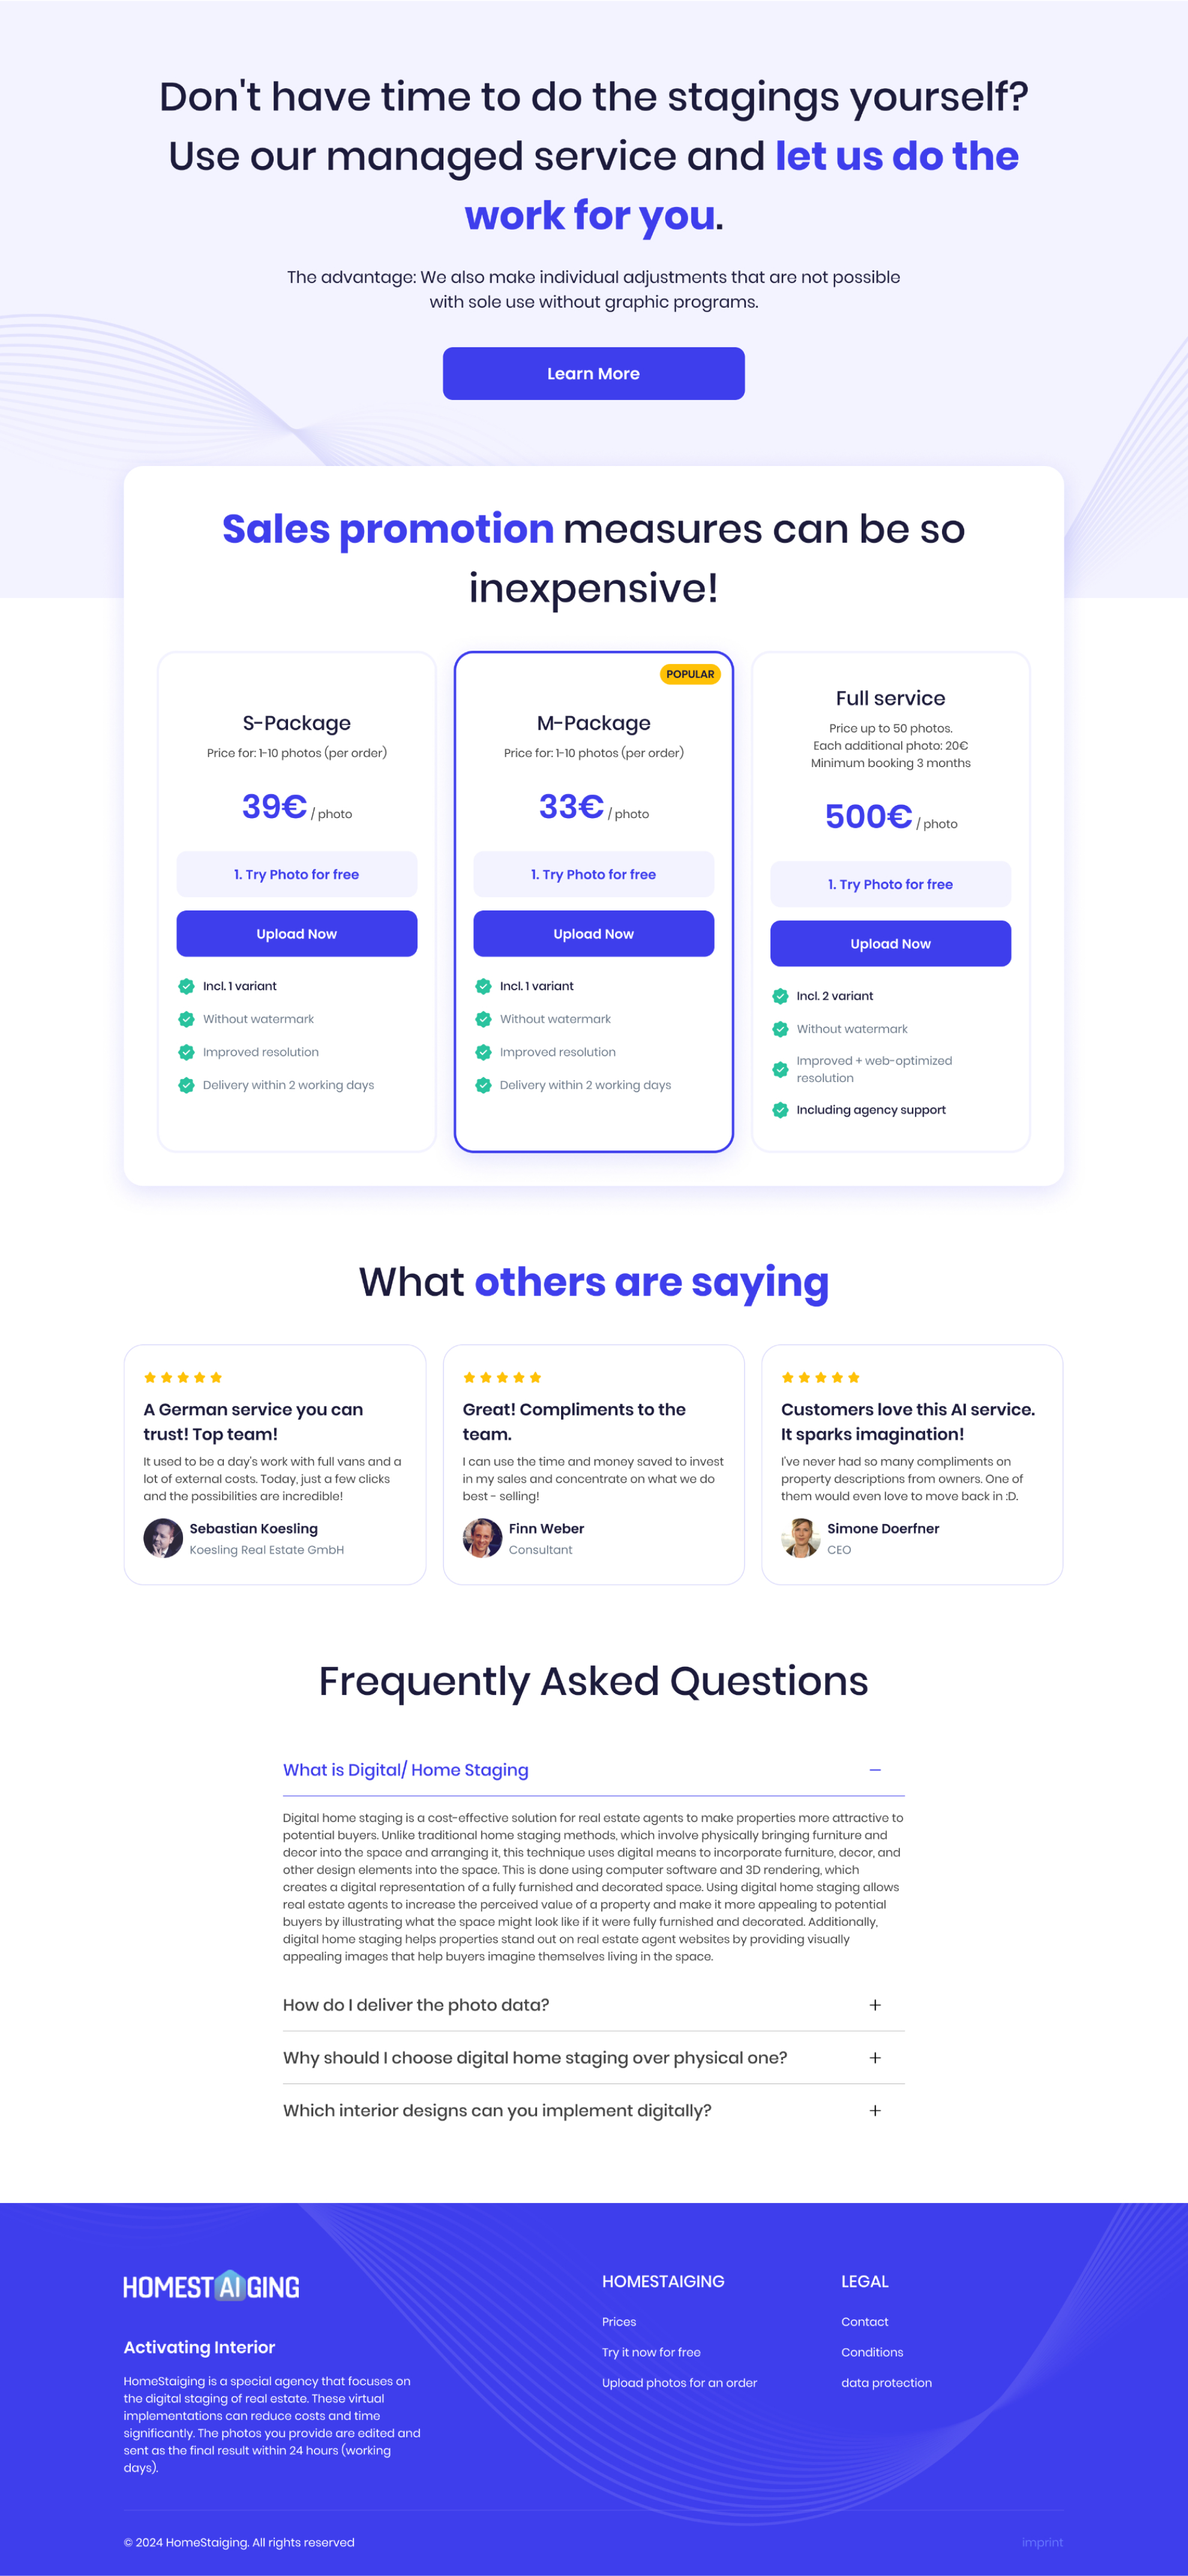 Don't have time to do the stagings yourself?
Use our managed service and let us do the
work for you.
The advantage: We also make individual adjustments that are not possible
with sole use without graphic programs.
Learn More
Sales promotion measures can be so
inexpensive!
S-Package
Price for: 1-10 photos (per order)
39€ / photo
1. Try Photo for free
Upload Now
Incl. 1 variant
Without watermark
Improved resolution
Delivery within 2 working days
POPULAR
M-Package
Price for: 1-10 photos (per order)
33€ / photo
1. Try Photo for free
Upload Now
Incl. 1 variant
Without watermark
Improved resolution
Delivery within 2 working days
Full service
Price up to 50 photos.
Each additional photo: 20€
Minimum booking 3 months
500€ / photo
1. Try Photo for free
Upload Now
Incl. 2 variant
Without watermark
Improved + web-optimized
resolution
Including agency support
What others are saying
A German service you can
trust! Top team!
It used to be a day's work with full vans and a
lot of external costs. Today, just a few clicks
and the possibilities are incredible!
Sebastian Koesling
Koesling Real Estate GmbH
Great! Compliments to the
team.
I can use the time and money saved to invest
in my sales and concentrate on what we do
best - selling!
Finn Weber
Consultant
Customers love this AI service.
It sparks imagination!
I've never had so many compliments on
property descriptions from owners. One of
them would even love to move back in :D.
Simone Doerfner
CEO
Frequently Asked Questions
What is Digital/ Home Staging
Digital home staging is a cost-effective solution for real estate agents to make properties more attractive to
potential buyers. Unlike traditional home staging methods, which involve physically bringing furniture and
decor into the space and arranging it, this technique uses digital means to incorporate furniture, decor, and
other design elements into the space. This is done using computer software and 3D rendering, which
creates a digital representation of a fully furnished and decorated space. Using digital home staging allows
real estate agents to increase the perceived value of a property and make it more appealing to potential
buyers by illustrating what the space might look like if it were fully furnished and decorated. Additionally,
digital home staging helps properties stand out on real estate agent websites by providing visually
appealing images that help buyers imagine themselves living in the space.
How do I deliver the photo data?
Why should I choose digital home staging over physical one?
Which interior designs can you implement digitally?
HOMESTAIGING
Activating Interior
HomeStaiging is a special agency that focuses on
the digital staging of real estate. These virtual
implementations can reduce costs and time
significantly. The photos you provide are edited and
sent as the final result within 24 hours (working
days).
HOMESTAIGING
Prices
Try it now for free
Upload photos for an order
LEGAL
Contact
Conditions
data protection
© 2024 HomeStaiging. All rights reserved
imprint